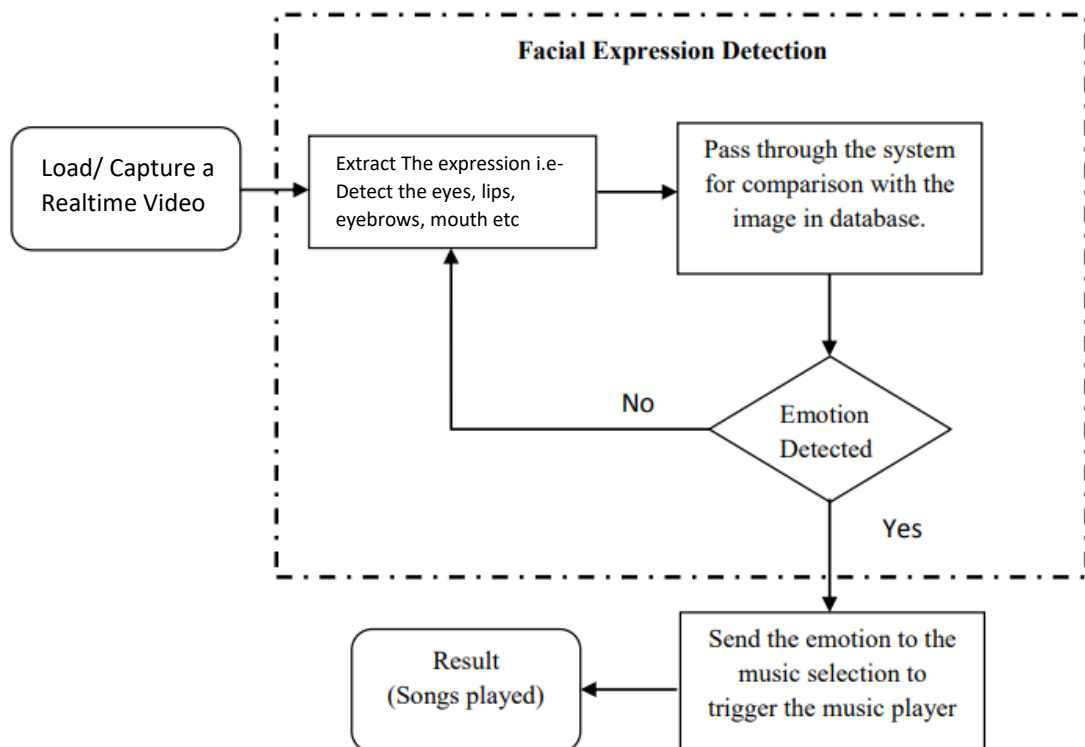 Facial Expression Detection
Load/ Capture a
Realtime Video
Extract The expression i.e-
Detect the eyes, lips,
eyebrows, mouth etc
Pass through the system
for comparison with the
image in database.
No
Emotion
Detected
Yes
Send the emotion to the
music selection to
trigger the music player
Result
(Songs played)